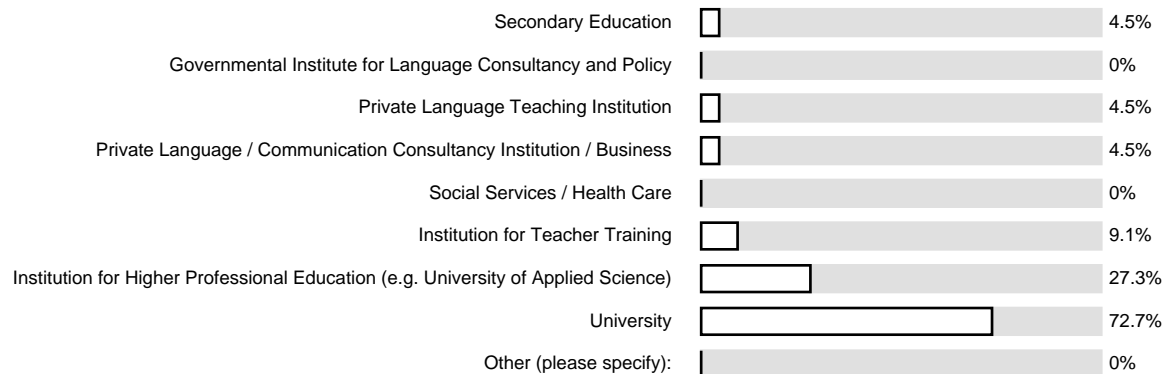 Secondary Education 4.5%
Governmental Institute for Language Consultancy and Policy 0%
Private Language Teaching Institution 4.5%
Private Language / Communication Consultancy Institution / Business 4.5%
Social Services / Health Care 0%
Institution for Teacher Training 9.1%
Institution for Higher Professional Education (e.g. University of Applied Science) 27.3%
University 72.7%
Other (please specify): 0%